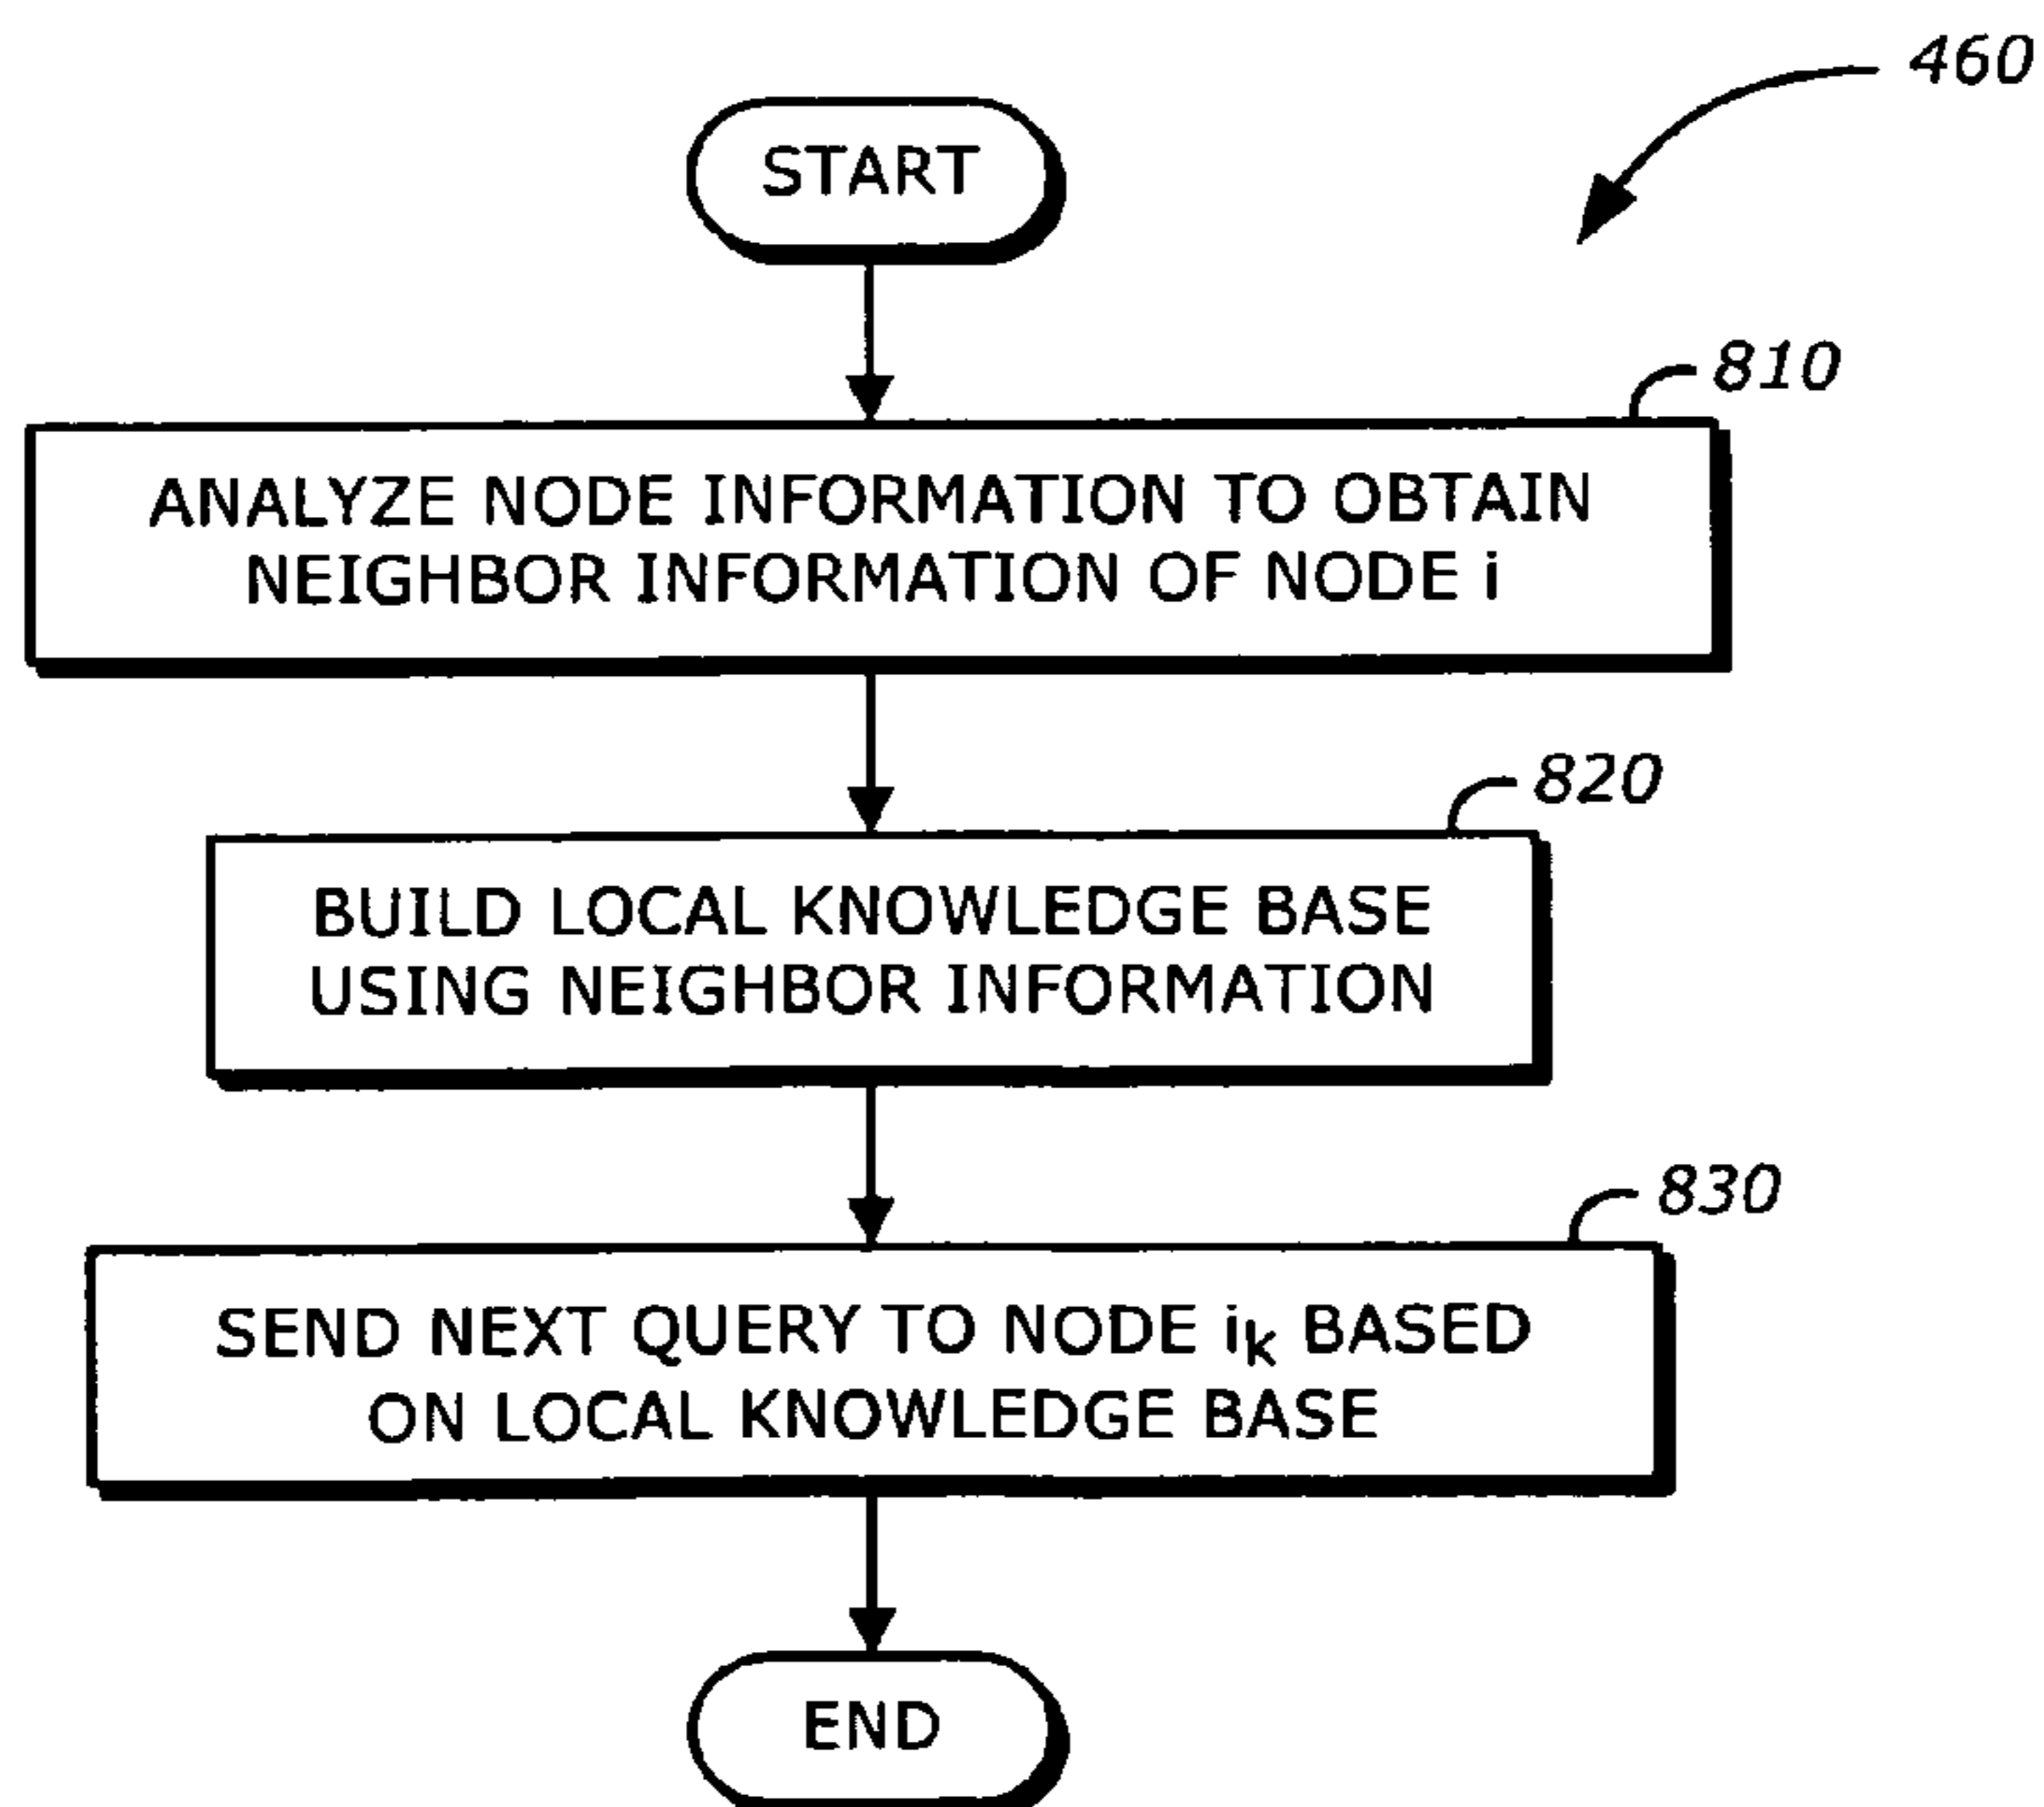 460
START
810
ANALYZE NODE INFORMATION TO OBTAIN
NEIGHBOR INFORMATION OF NODE i
820
BUILD LOCAL KNOWLEDGE BASE
USING NEIGHBOR INFORMATION
830
SEND NEXT QUERY TO NODE iₖ BASED
ON LOCAL KNOWLEDGE BASE
END